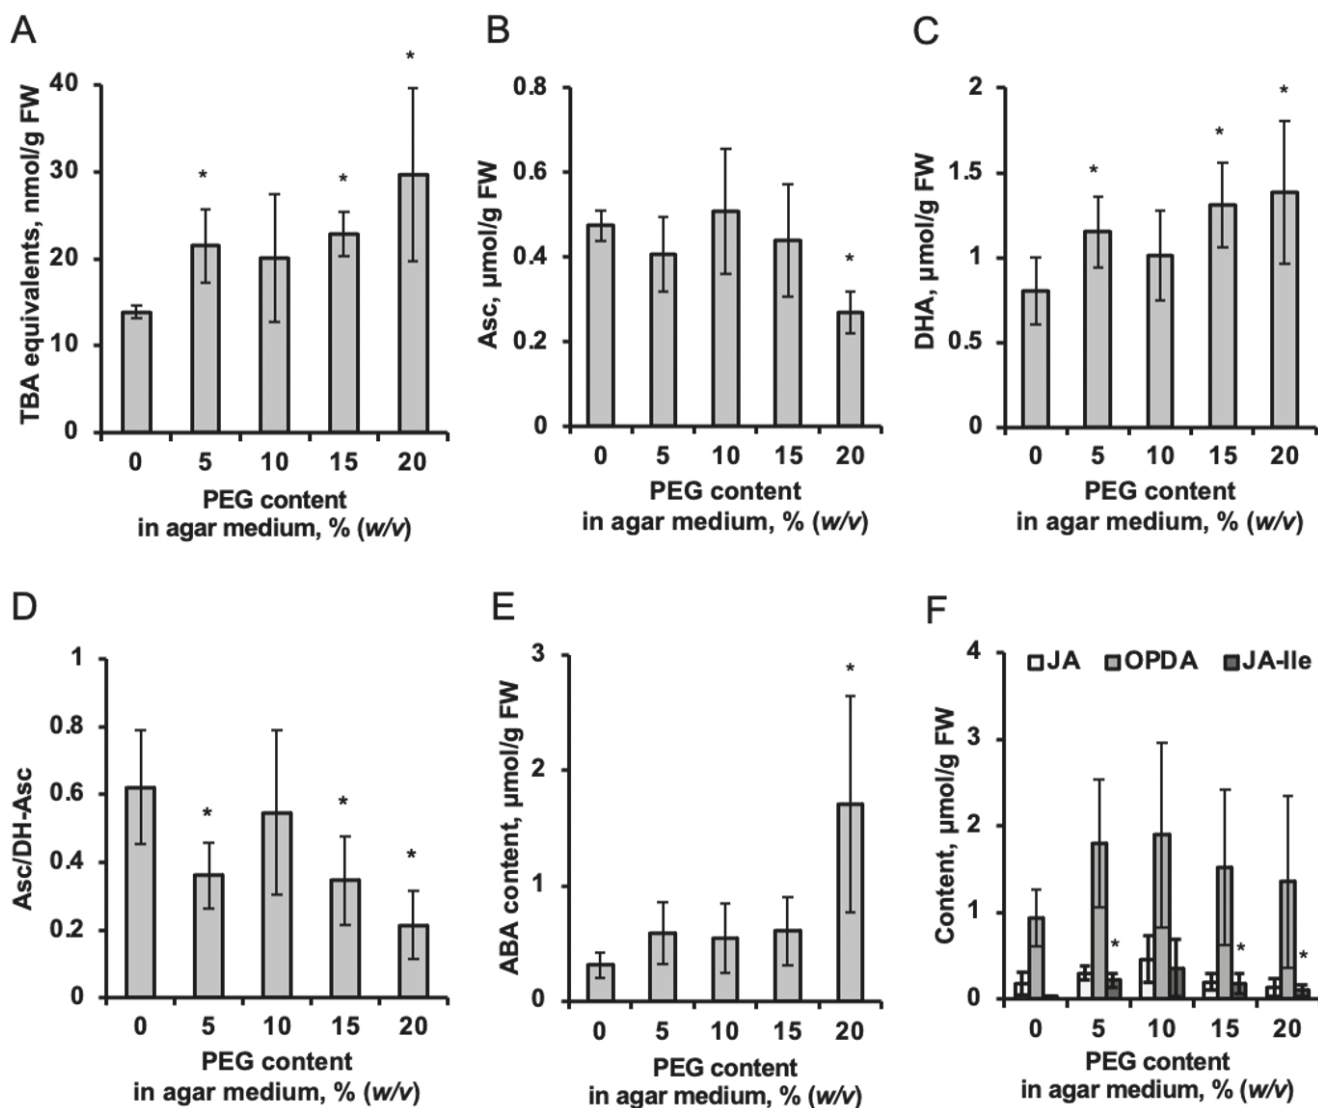 A
TBA equivalents, nmol/g FW
40
30
20
10
0
*
*
*
0 5 10 15 20
PEG content
in agar medium, % (w/v)
B
Asc, µmol/g FW
0.8
0.6
0.4
0.2
0
*
0 5 10 15 20
PEG content
in agar medium, % (w/v)
C
DHA, µmol/g FW
2
1.5
1
0.5
0
*
*
*
0 5 10 15 20
PEG content
in agar medium, % (w/v)
D
Asc/DH-Asc
1
0.8
0.6
0.4
0.2
0
*
*
*
0 5 10 15 20
PEG content
in agar medium, % (w/v)
E
ABA content, µmol/g FW
3
2
1
0
*
0 5 10 15 20
PEG content
in agar medium, % (w/v)
F
Content, µmol/g FW
4
3
2
1
0
JA OPDA JA-Ile
*
*
*
0 5 10 15 20
PEG content
in agar medium, % (w/v)